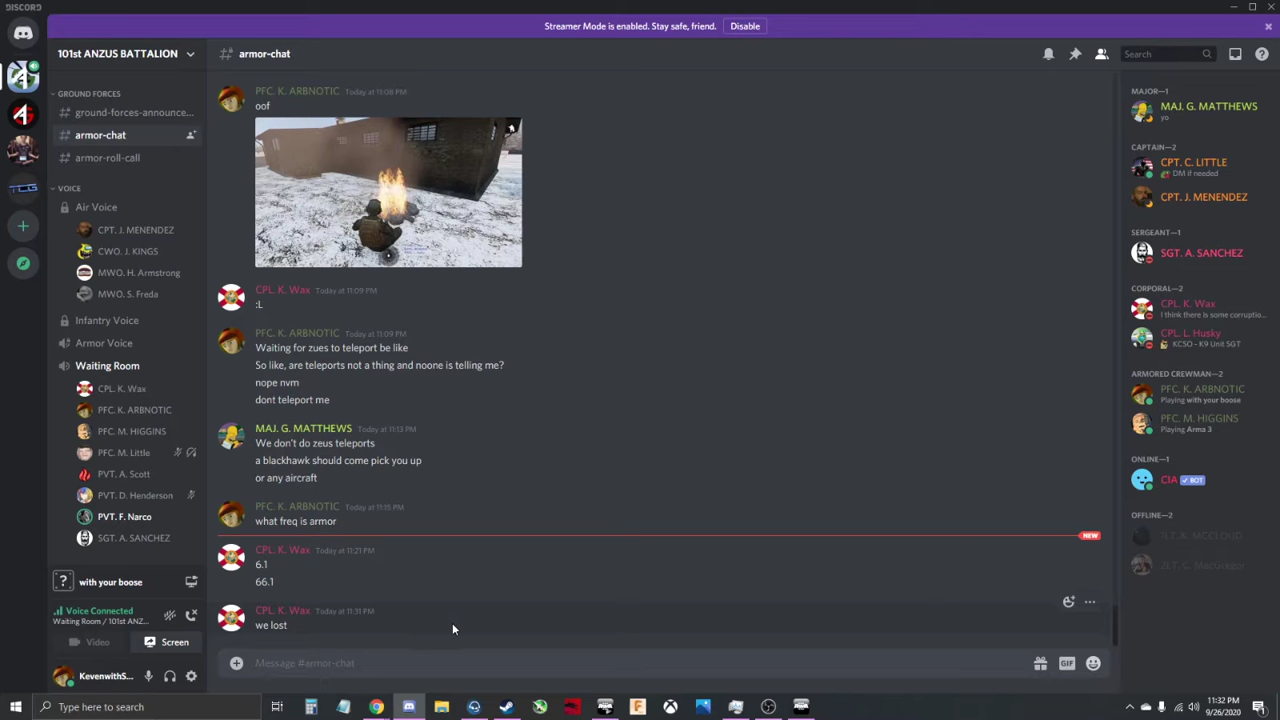 DISCORD
Streamer Mode is enabled. Stay safe, friend. Disable
101st ANZUS BATTALION
armor-chat
Search
GROUND FORCES
ground-forces-announce...
armor-chat
armor-roll-call
VOICE
Air Voice
CPT. J. MENENDEZ
CWO. J. KINGS
MWO. H. Armstrong
MWO. S. Freda
Infantry Voice
Armor Voice
Waiting Room
CPL. K. Wax
PFC. K. ARBNOTIC
PFC. M. HIGGINS
PFC. M. Little
PVT. A. Scott
PVT. D. Henderson
PVT. F. Narco
SGT. A. SANCHEZ
with your boose
Voice Connected
Waiting Room / 101st ANZ...
Video
Screen
KevenwithS...
PFC. K. ARBNOTIC Today at 11:08 PM
oof
CPL. K. Wax Today at 11:09 PM
:L
PFC. K. ARBNOTIC Today at 11:09 PM
Waiting for zues to teleport be like
So like, are teleports not a thing and noone is telling me?
nope nvm
dont teleport me
MAJ. G. MATTHEWS Today at 11:13 PM
We don't do zeus teleports
a blackhawk should come pick you up
or any aircraft
PFC. K. ARBNOTIC Today at 11:15 PM
what freq is armor
NEW
CPL. K. Wax Today at 11:21 PM
6.1
66.1
CPL. K. Wax Today at 11:31 PM
we lost
Message #armor-chat
GIF
MAJOR—1
MAJ. G. MATTHEWS
yo
CAPTAIN—2
CPT. C. LITTLE
DM if needed
CPT. J. MENENDEZ
SERGEANT—1
SGT. A. SANCHEZ
CORPORAL—2
CPL. K. Wax
I think there is some corruptio...
CPL. L. Husky
KCSO - K9 Unit SGT
ARMORED CREWMAN—2
PFC. K. ARBNOTIC
Playing with your boose
PFC. M. HIGGINS
Playing Arma 3
ONLINE—1
CIA BOT
OFFLINE—2
1LT. K. MCCLOUD
2LT. C. MacGregor
Type here to search
11:32 PM
9/26/2020